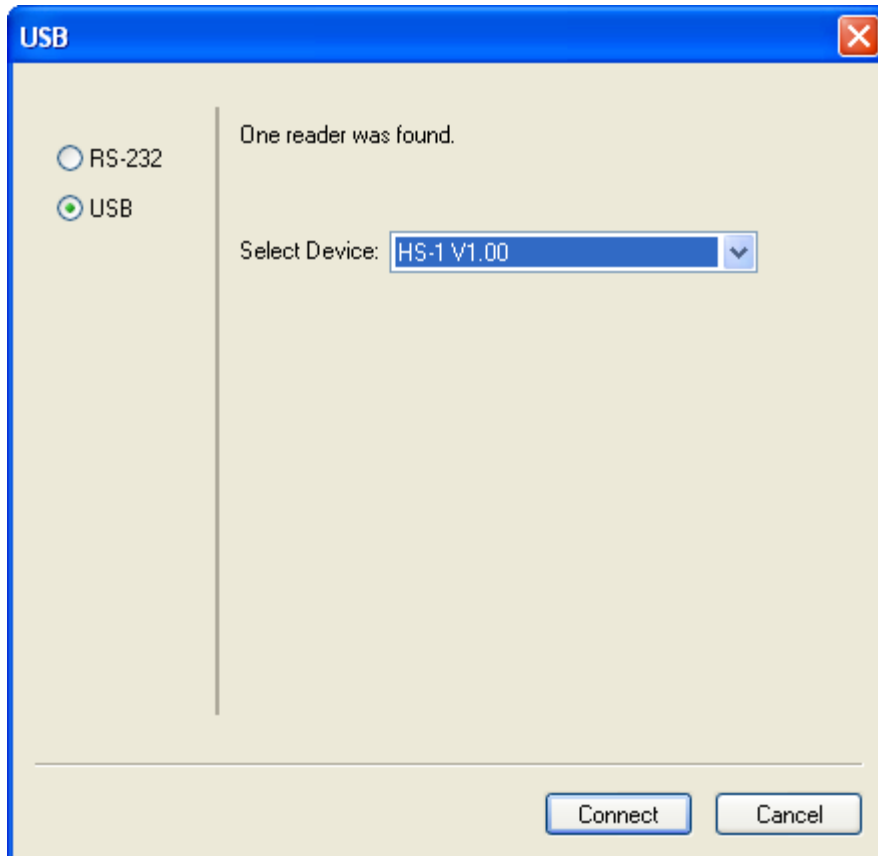 USB
RS-232
USB
One reader was found.
Select Device: HS-1 V1.00
Connect Cancel